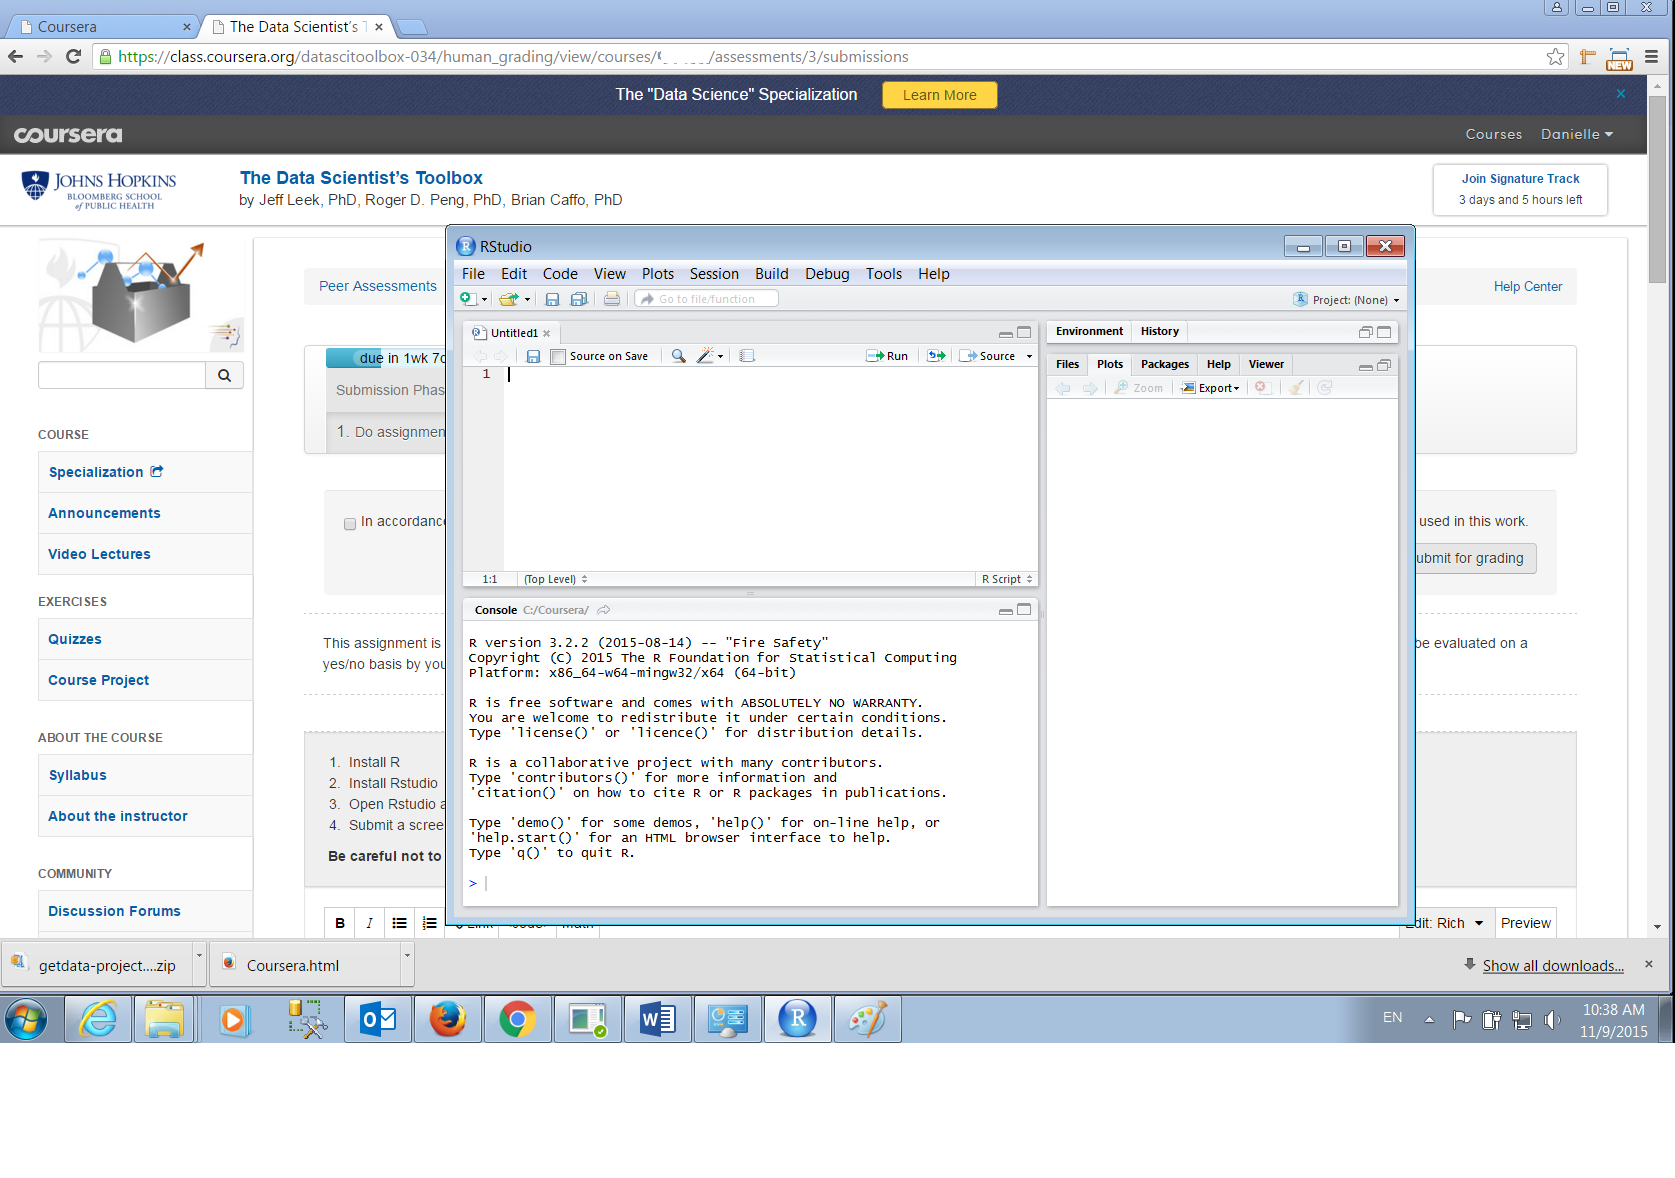 Coursera
The Data Scientist's T
https://class.coursera.org/datascitoolbox-034/human_grading/view/courses/ /assessments/3/submissions
NEW
The "Data Science" Specialization
Learn More
coursera
Courses
Danielle
JOHNS HOPKINS
BLOOMBERG SCHOOL
of PUBLIC HEALTH
The Data Scientist's Toolbox
by Jeff Leek, PhD, Roger D. Peng, PhD, Brian Caffo, PhD
Join Signature Track
3 days and 5 hours left
COURSE
Specialization
Announcements
Video Lectures
EXERCISES
Quizzes
Course Project
ABOUT THE COURSE
Syllabus
About the instructor
COMMUNITY
Discussion Forums
Peer Assessments
Help Center
due in 1wk
Submission Phas
1. Do assignmen
In accordance
used in this work.
ubmit for grading
This assignment is
be evaluated on a
yes/no basis by you
1. Install R
2. Install Rstudio
3. Open Rstudio a
4. Submit a scree
Be careful not to
B I
Edit: Rich
Preview
RStudio
File Edit Code View Plots Session Build Debug Tools Help
Go to file/function
Project: (None)
Untitled1
Source on Save
Run
Source
1
1:1
(Top Level)
R Script
Console C:/Coursera/
R version 3.2.2 (2015-08-14) -- "Fire Safety"
Copyright (C) 2015 The R Foundation for Statistical Computing
Platform: x86_64-w64-mingw32/x64 (64-bit)
R is free software and comes with ABSOLUTELY NO WARRANTY.
You are welcome to redistribute it under certain conditions.
Type 'license()' or 'licence()' for distribution details.
R is a collaborative project with many contributors.
Type 'contributors()' for more information and
'citation()' on how to cite R or R packages in publications.
Type 'demo()' for some demos, 'help()' for on-line help, or
'help.start()' for an HTML browser interface to help.
Type 'q()' to quit R.
>
Environment History
Files Plots Packages Help Viewer
Zoom
Export
getdata-project....zip
Coursera.html
Show all downloads...
EN
10:38 AM
11/9/2015